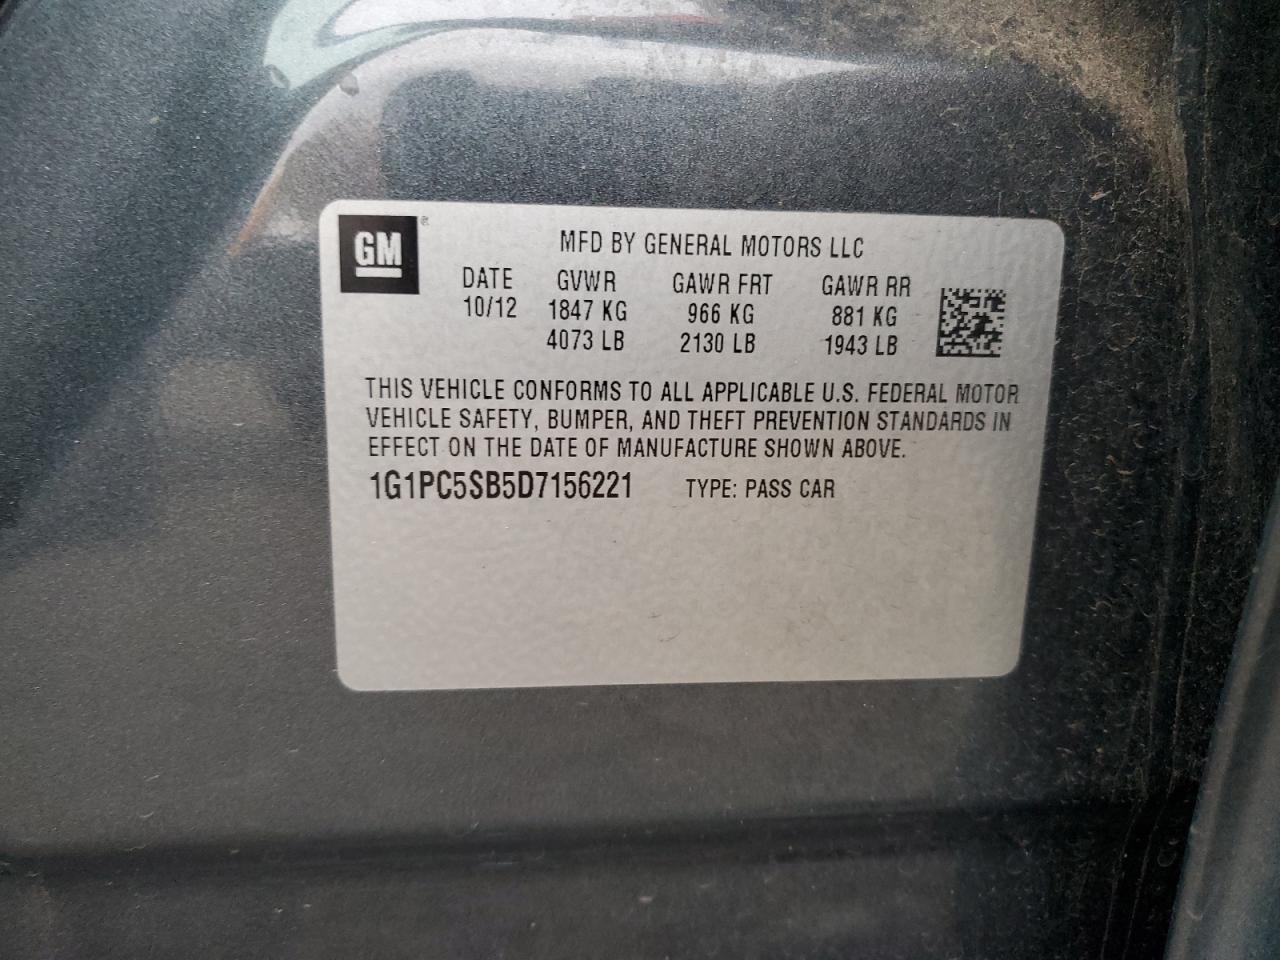 GM ®
MFD BY GENERAL MOTORS LLC
DATE GVWR GAWR FRT GAWR RR
10/12 1847 KG 966 KG 881 KG
4073 LB 2130 LB 1943 LB
THIS VEHICLE CONFORMS TO ALL APPLICABLE U.S. FEDERAL MOTOR
VEHICLE SAFETY, BUMPER, AND THEFT PREVENTION STANDARDS IN
EFFECT ON THE DATE OF MANUFACTURE SHOWN ABOVE.
1G1PC5SB5D7156221 TYPE: PASS CAR